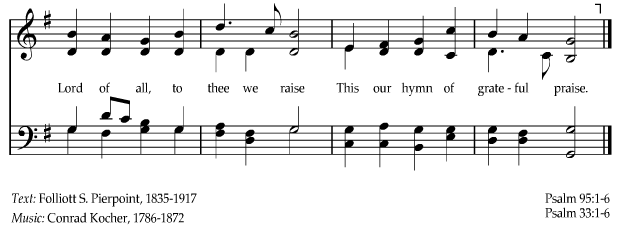 Lord of all, to thee we raise This our hymn of grate - ful praise.
Text: Folliott S. Pierpoint, 1835-1917
Music: Conrad Kocher, 1786-1872
Psalm 95:1-6
Psalm 33:1-6